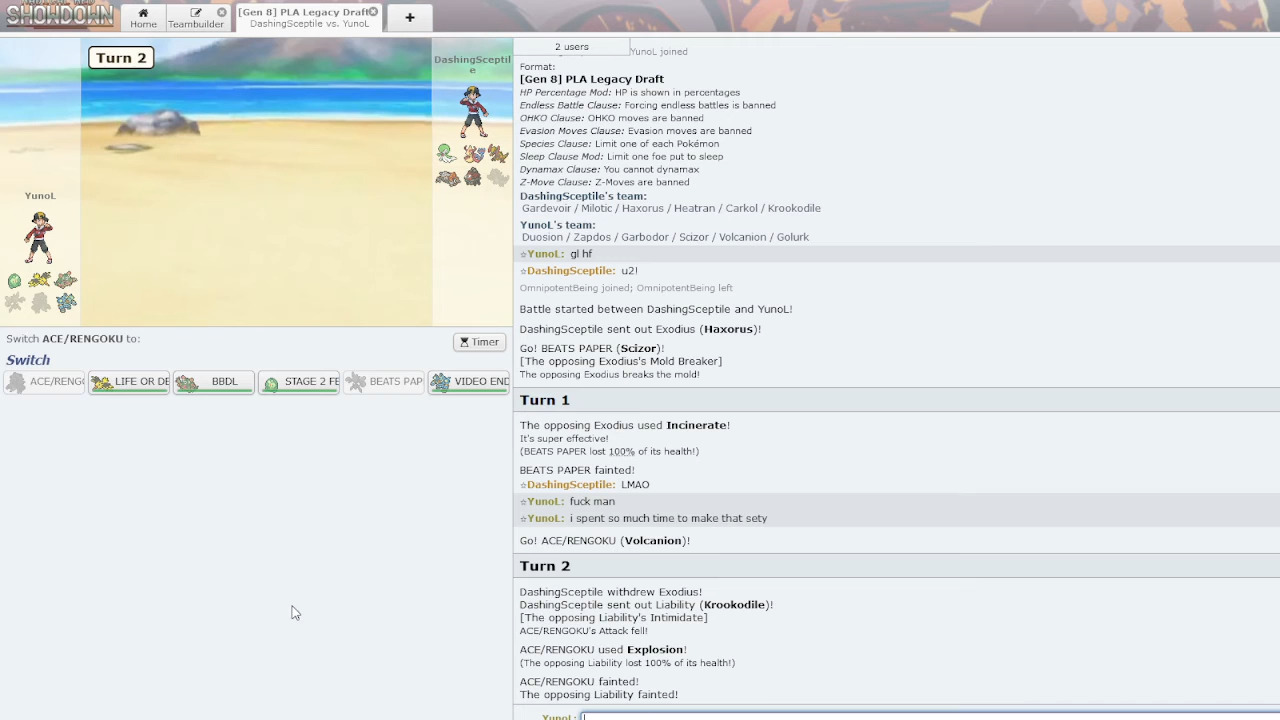 SHOWDOWN
Home
Teambuilder
[Gen 8] PLA Legacy Draft
DashingSceptile vs. YunoL
+
Turn 2
DashingSceptil
e
YunoL
Switch ACE/RENGOKU to:
Timer
Switch
ACE/RENG
LIFE OR DE
BBDL
STAGE 2 FE
BEATS PAP
VIDEO END
2 users
YunoL joined
Format:
[Gen 8] PLA Legacy Draft
HP Percentage Mod: HP is shown in percentages
Endless Battle Clause: Forcing endless battles is banned
OHKO Clause: OHKO moves are banned
Evasion Moves Clause: Evasion moves are banned
Species Clause: Limit one of each Pokémon
Sleep Clause Mod: Limit one foe put to sleep
Dynamax Clause: You cannot dynamax
Z-Move Clause: Z-Moves are banned
DashingSceptile's team:
Gardevoir / Milotic / Haxorus / Heatran / Carkol / Krookodile
YunoL's team:
Duosion / Zapdos / Garbodor / Scizor / Volcanion / Golurk
☆YunoL: gl hf
☆DashingSceptile: u2!
OmnipotentBeing joined; OmnipotentBeing left
Battle started between DashingSceptile and YunoL!
DashingSceptile sent out Exodius (Haxorus)!
Go! BEATS PAPER (Scizor)!
[The opposing Exodius's Mold Breaker]
The opposing Exodius breaks the mold!
Turn 1
The opposing Exodius used Incinerate!
It's super effective!
(BEATS PAPER lost 100% of its health!)
BEATS PAPER fainted!
☆DashingSceptile: LMAO
☆YunoL: fuck man
☆YunoL: i spent so much time to make that sety
Go! ACE/RENGOKU (Volcanion)!
Turn 2
DashingSceptile withdrew Exodius!
DashingSceptile sent out Liability (Krookodile)!
[The opposing Liability's Intimidate]
ACE/RENGOKU's Attack fell!
ACE/RENGOKU used Explosion!
(The opposing Liability lost 100% of its health!)
ACE/RENGOKU fainted!
The opposing Liability fainted!
YunoL: